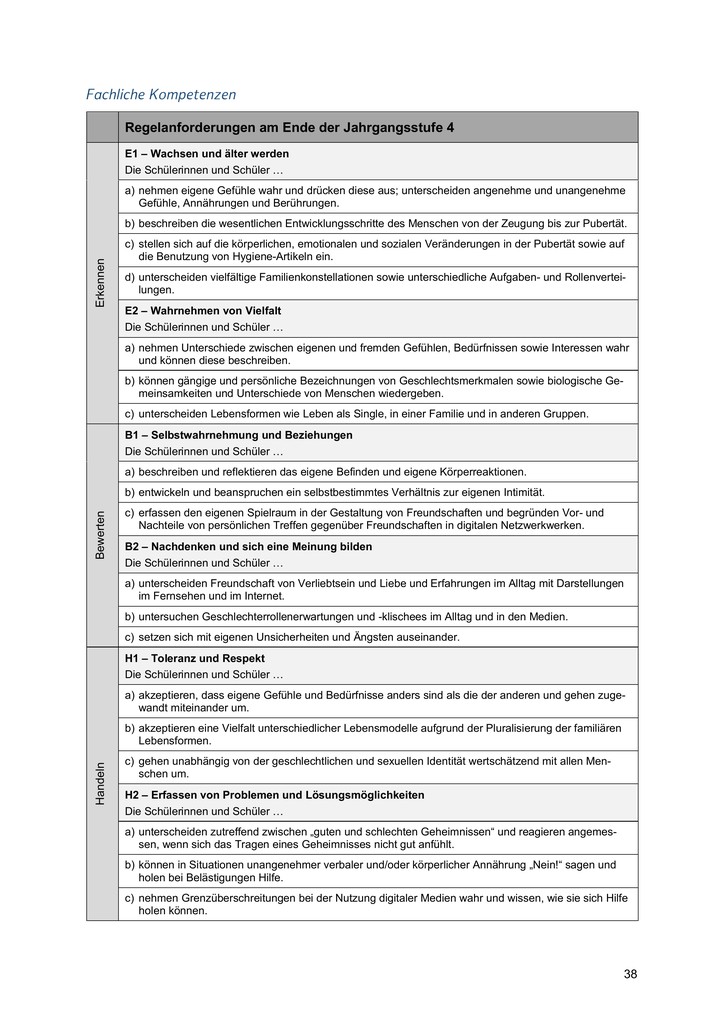 Fachliche Kompetenzen
Regelanforderungen am Ende der Jahrgangsstufe 4
Erkennen
E1 – Wachsen und älter werden
Die Schülerinnen und Schüler …
a) nehmen eigene Gefühle wahr und drücken diese aus; unterscheiden angenehme und unangenehme
Gefühle, Annährungen und Berührungen.
b) beschreiben die wesentlichen Entwicklungsschritte des Menschen von der Zeugung bis zur Pubertät.
c) stellen sich auf die körperlichen, emotionalen und sozialen Veränderungen in der Pubertät sowie auf
die Benutzung von Hygiene-Artikeln ein.
d) unterscheiden vielfältige Familienkonstellationen sowie unterschiedliche Aufgaben- und Rollenvertei-
lungen.
E2 – Wahrnehmen von Vielfalt
Die Schülerinnen und Schüler …
a) nehmen Unterschiede zwischen eigenen und fremden Gefühlen, Bedürfnissen sowie Interessen wahr
und können diese beschreiben.
b) können gängige und persönliche Bezeichnungen von Geschlechtsmerkmalen sowie biologische Ge-
meinsamkeiten und Unterschiede von Menschen wiedergeben.
c) unterscheiden Lebensformen wie Leben als Single, in einer Familie und in anderen Gruppen.
Bewerten
B1 – Selbstwahrnehmung und Beziehungen
Die Schülerinnen und Schüler …
a) beschreiben und reflektieren das eigene Befinden und eigene Körperreaktionen.
b) entwickeln und beanspruchen ein selbstbestimmtes Verhältnis zur eigenen Intimität.
c) erfassen den eigenen Spielraum in der Gestaltung von Freundschaften und begründen Vor- und
Nachteile von persönlichen Treffen gegenüber Freundschaften in digitalen Netzwerkwerken.
B2 – Nachdenken und sich eine Meinung bilden
Die Schülerinnen und Schüler …
a) unterscheiden Freundschaft von Verliebtsein und Liebe und Erfahrungen im Alltag mit Darstellungen
im Fernsehen und im Internet.
b) untersuchen Geschlechterrollenerwartungen und -klischees im Alltag und in den Medien.
c) setzen sich mit eigenen Unsicherheiten und Ängsten auseinander.
Handeln
H1 – Toleranz und Respekt
Die Schülerinnen und Schüler …
a) akzeptieren, dass eigene Gefühle und Bedürfnisse anders sind als die der anderen und gehen zuge-
wandt miteinander um.
b) akzeptieren eine Vielfalt unterschiedlicher Lebensmodelle aufgrund der Pluralisierung der familiären
Lebensformen.
c) gehen unabhängig von der geschlechtlichen und sexuellen Identität wertschätzend mit allen Men-
schen um.
H2 – Erfassen von Problemen und Lösungsmöglichkeiten
Die Schülerinnen und Schüler …
a) unterscheiden zutreffend zwischen „guten und schlechten Geheimnissen“ und reagieren angemes-
sen, wenn sich das Tragen eines Geheimnisses nicht gut anfühlt.
b) können in Situationen unangenehmer verbaler und/oder körperlicher Annährung „Nein!“ sagen und
holen bei Belästigungen Hilfe.
c) nehmen Grenzüberschreitungen bei der Nutzung digitaler Medien wahr und wissen, wie sie sich Hilfe
holen können.
38